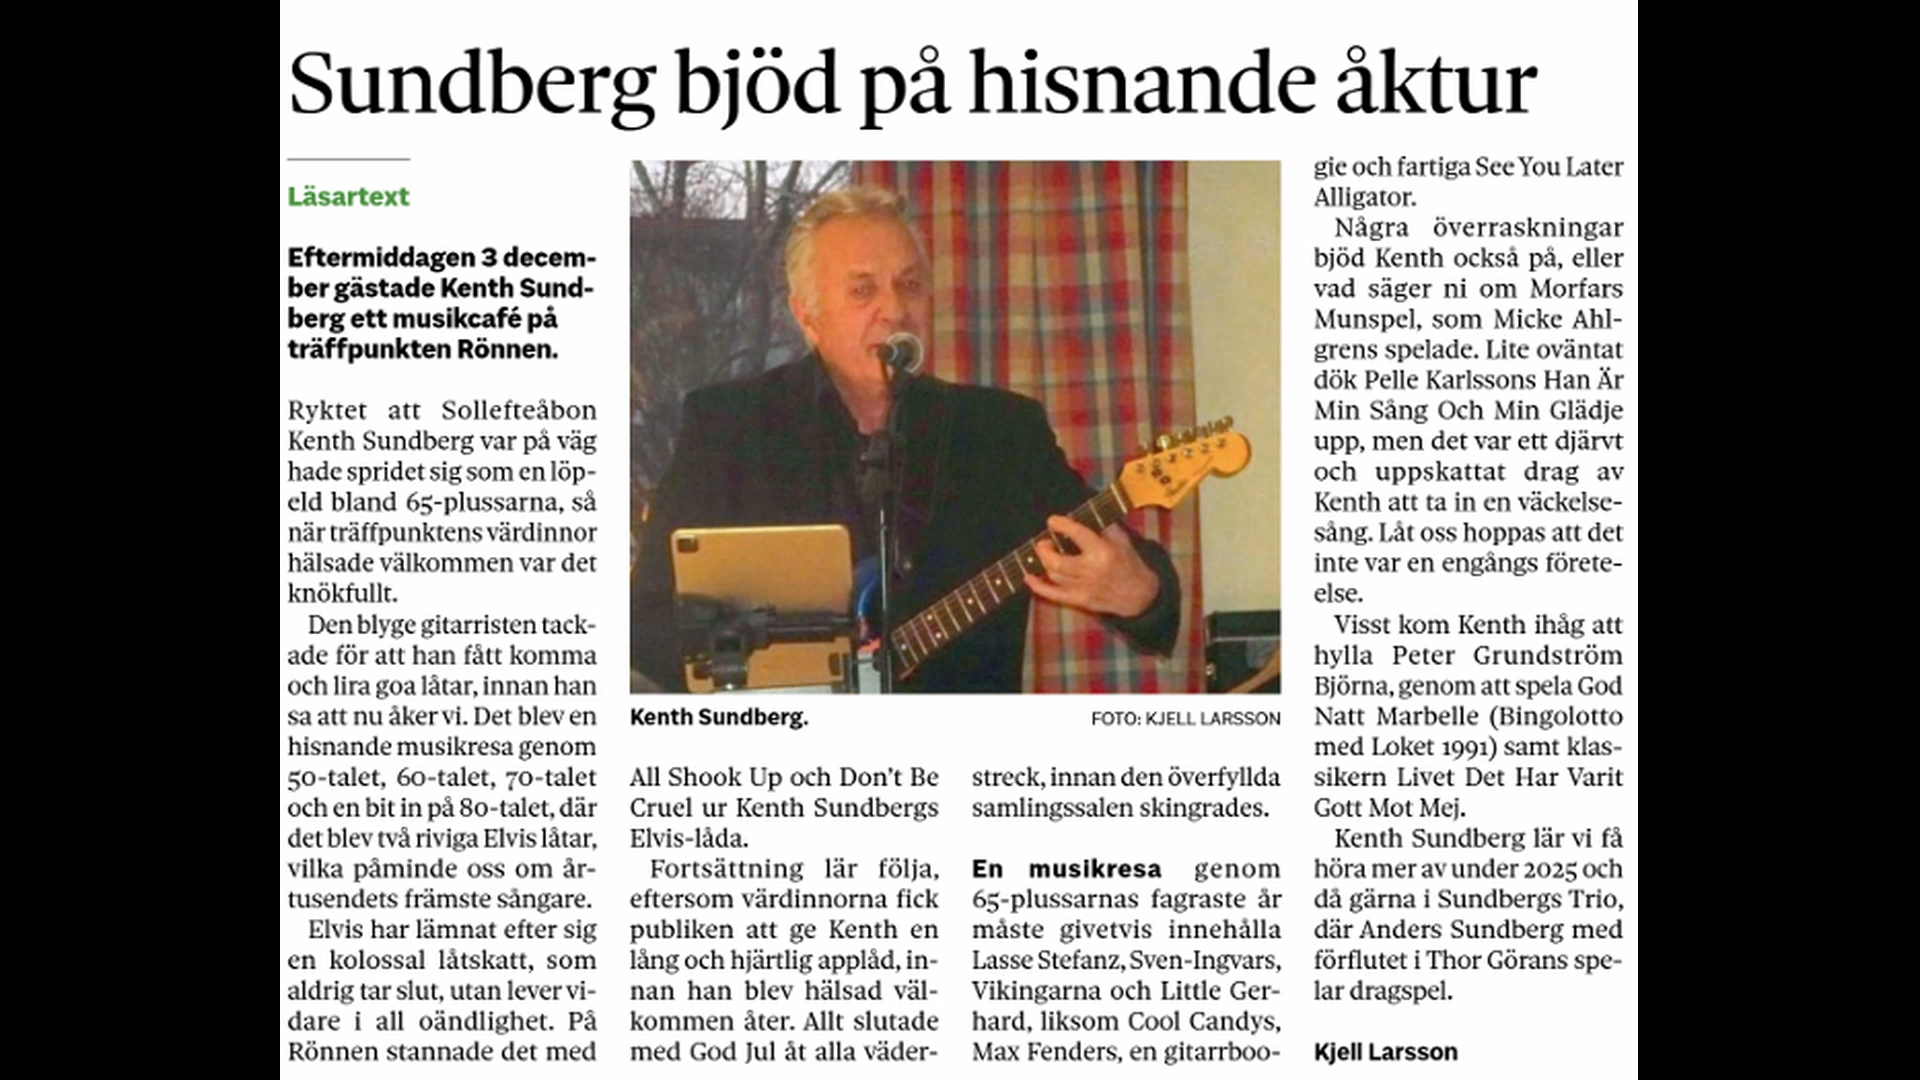 Sundberg bjöd på hisnande åktur
Läsartext
Eftermiddagen 3 decem-
ber gästade Kenth Sund-
berg ett musikcafé på
träffpunkten Rönnen.
Ryktet att Sollefteåbon
Kenth Sundberg var på väg
hade spridet sig som en löp-
eld bland 65-plussarna, så
när träffpunktens värdinnor
hälsade välkommen var det
knökfullt.
Den blyge gitarristen tack-
ade för att han fått komma
och lira goa låtar, innan han
sa att nu åker vi. Det blev en
hisnande musikresa genom
50-talet, 60-talet, 70-talet
och en bit in på 80-talet, där
det blev två riviga Elvis låtar,
vilka påminde oss om år-
tusendets främste sångare.
Elvis har lämnat efter sig
en kolossal låtskatt, som
aldrig tar slut, utan lever vi-
dare i all oändlighet. På
Rönnen stannade det med
Kenth Sundberg.
FOTO: KJELL LARSSON
All Shook Up och Don’t Be
Cruel ur Kenth Sundbergs
Elvis-låda.
Fortsättning lär följa,
eftersom värdinnorna fick
publiken att ge Kenth en
lång och hjärtlig applåd, in-
nan han blev hälsad väl-
kommen åter. Allt slutade
med God Jul åt alla väder-
streck, innan den överfyllda
samlingssalen skingrades.
En musikresa genom
65-plussarnas fagraste år
måste givetvis innehålla
Lasse Stefanz, Sven-Ingvars,
Vikingarna och Little Ger-
hard, liksom Cool Candys,
Max Fenders, en gitarrboo-
gie och fartiga See You Later
Alligator.
Några överraskningar
bjöd Kenth också på, eller
vad säger ni om Morfars
Munspel, som Micke Ahl-
grens spelade. Lite oväntat
dök Pelle Karlssons Han Är
Min Sång Och Min Glädje
upp, men det var ett djärvt
och uppskattat drag av
Kenth att ta in en väckelse-
sång. Låt oss hoppas att det
inte var en engångs förete-
else.
Visst kom Kenth ihåg att
hylla Peter Grundström
Björna, genom att spela God
Natt Marbelle (Bingolotto
med Loket 1991) samt klas-
sikern Livet Det Har Varit
Gott Mot Mej.
Kenth Sundberg lär vi få
höra mer av under 2025 och
då gärna i Sundbergs Trio,
där Anders Sundberg med
förflutet i Thor Görans spe-
lar dragspel.
Kjell Larsson